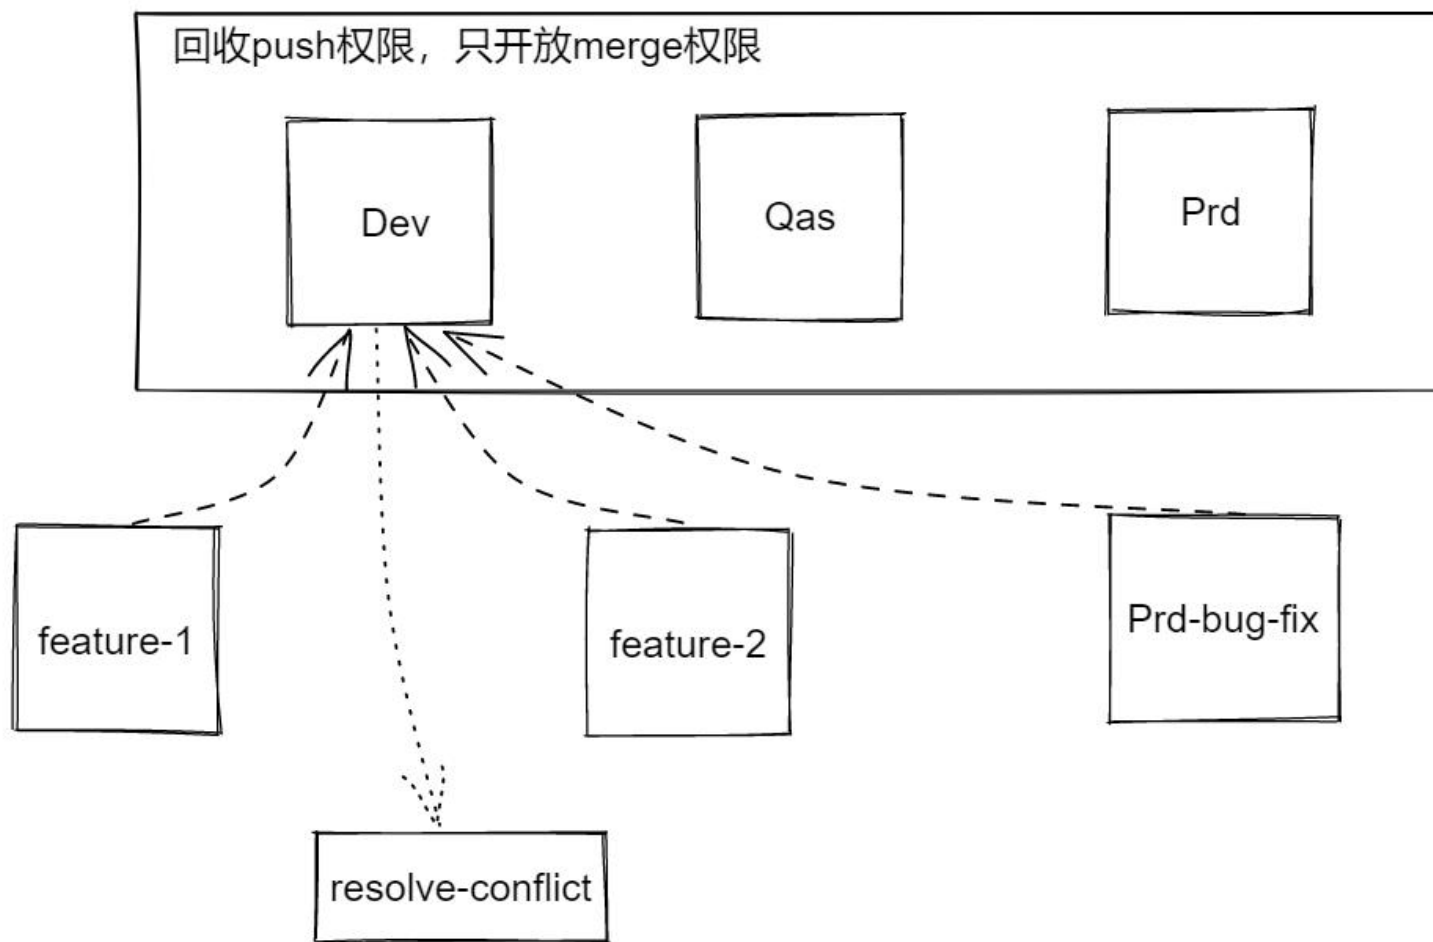 回收push权限，只开放merge权限
Dev
Qas
Prd
feature-1
feature-2
Prd-bug-fix
resolve-conflict